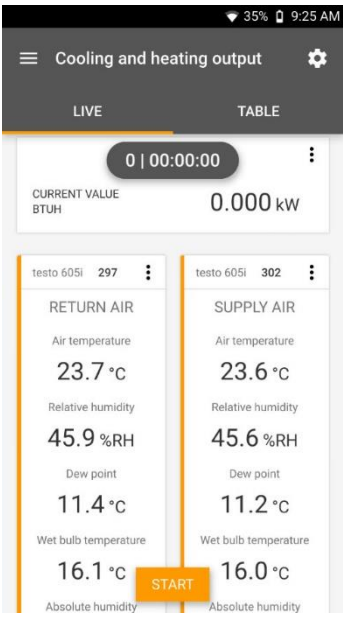 35% 9:25 AM
Cooling and heating output
LIVE TABLE
0 | 00:00:00
CURRENT VALUE
BTUH
0.000 kW
testo 605i 297
RETURN AIR
Air temperature
23.7 °C
Relative humidity
45.9 %RH
Dew point
11.4 °C
Wet bulb temperature
16.1 °C
Absolute humidity
testo 605i 302
SUPPLY AIR
Air temperature
23.6 °C
Relative humidity
45.6 %RH
Dew point
11.2 °C
Wet bulb temperature
16.0 °C
Absolute humidity
START